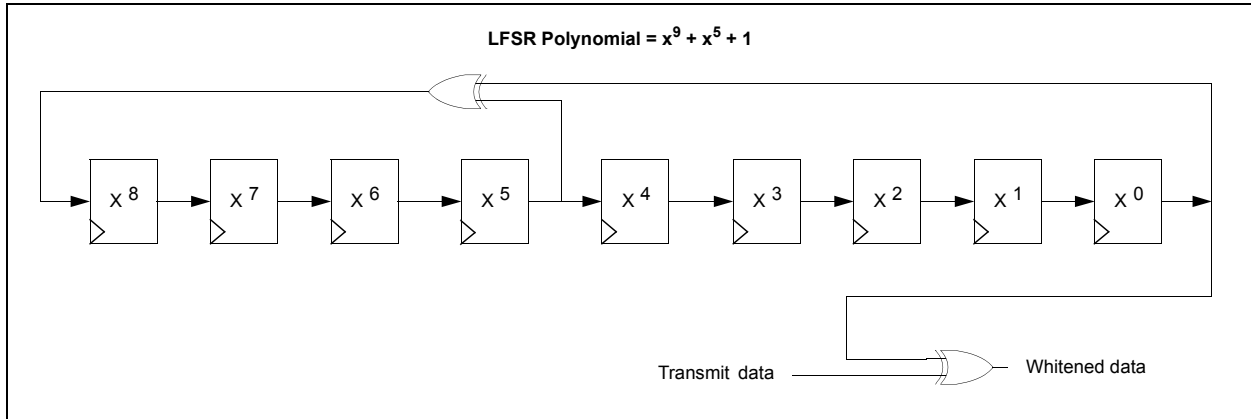 LFSR Polynomial = x⁹ + x⁵ + 1
X⁸ X⁷ X⁶ X⁵ X⁴ X³ X² X¹ X⁰
Transmit data
Whitened data